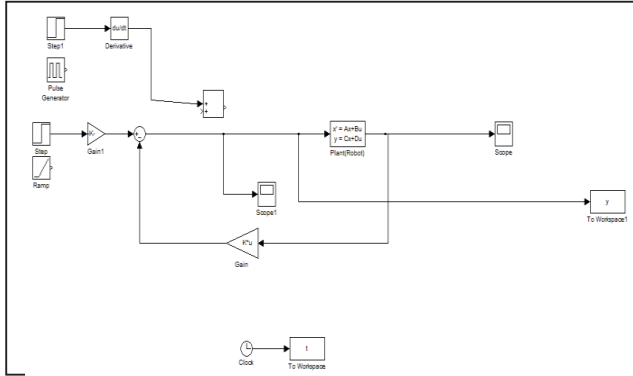 du/dt
Step1
Derivative
Pulse
Generator
Step
Gain1
Ramp
x' = Ax+Bu
y = Cx+Du
Plant(Robot)
Scope
Scope1
y
To Workspace1
K*u
Gain
Clock
t
To Workspace